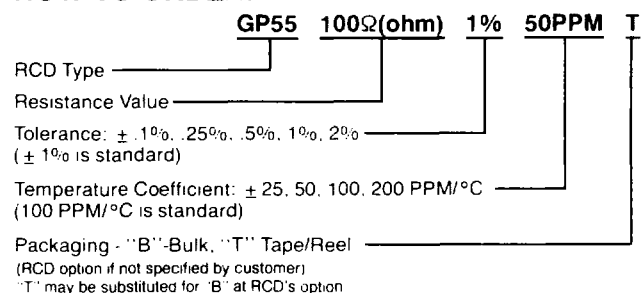 GP55 100Ω(ohm) 1% 50PPM T
RCD Type
Resistance Value
Tolerance: ± .1%, .25%, .5%, 1%, 2%
(± 1% is standard)
Temperature Coefficient: ± 25, 50, 100, 200 PPM/°C
(100 PPM/°C is standard)
Packaging - "B"-Bulk, "T" Tape/Reel
(RCD option if not specified by customer)
"T" may be substituted for "B" at RCD's option